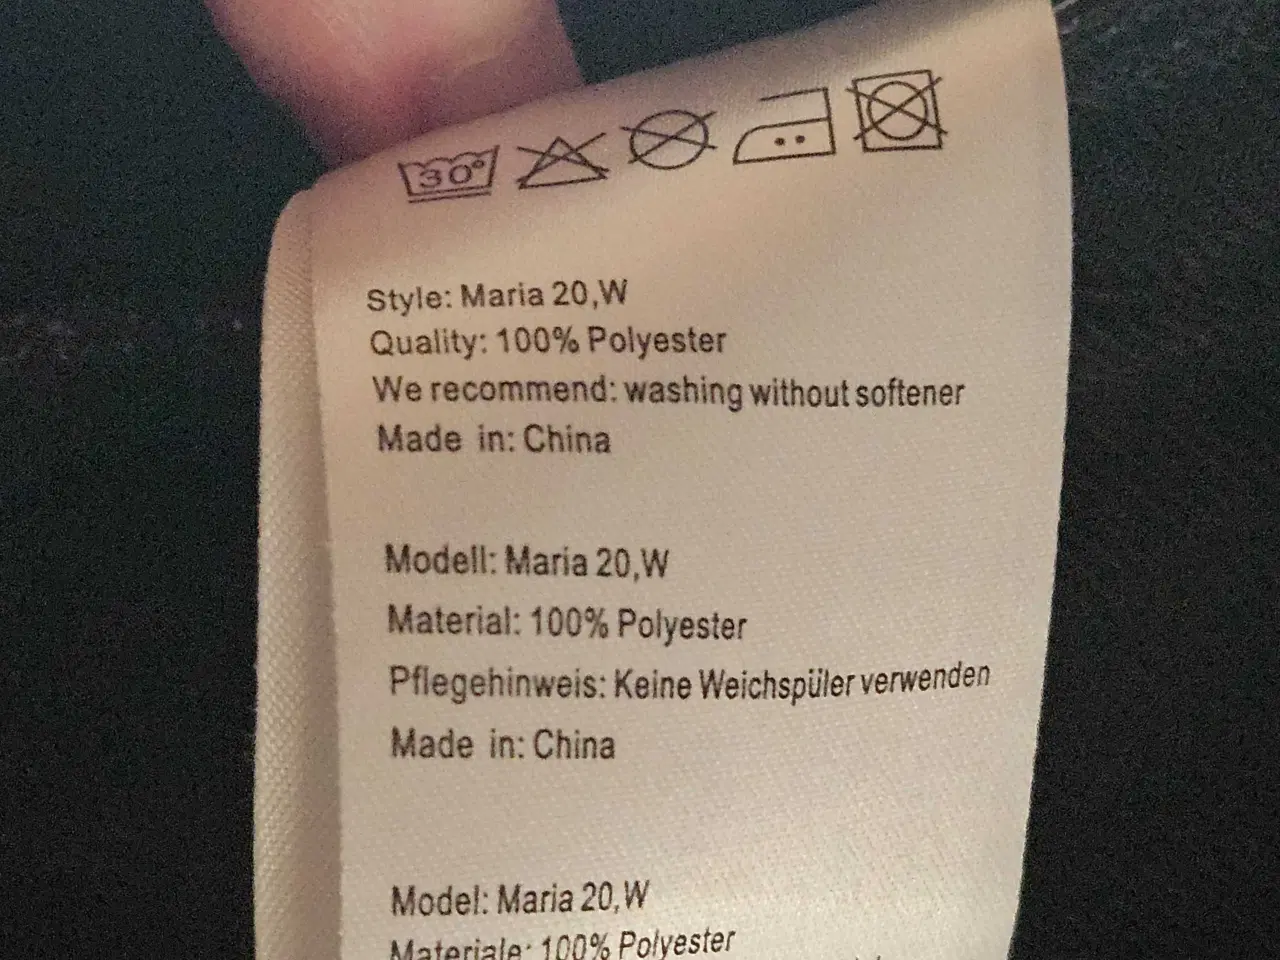 30°
Style: Maria 20,W
Quality: 100% Polyester
We recommend: washing without softener
Made in: China
Modell: Maria 20,W
Material: 100% Polyester
Pflegehinweis: Keine Weichspüler verwenden
Made in: China
Model: Maria 20,W
Materiale: 100% Polyester